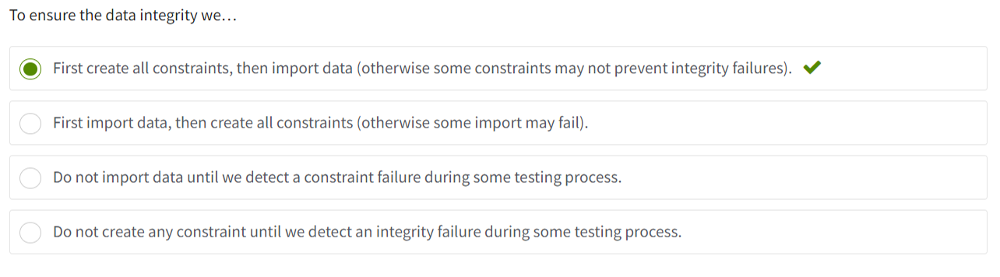 To ensure the data integrity we...
First create all constraints, then import data (otherwise some constraints may not prevent integrity failures).
First import data, then create all constraints (otherwise some import may fail).
Do not import data until we detect a constraint failure during some testing process.
Do not create any constraint until we detect an integrity failure during some testing process.